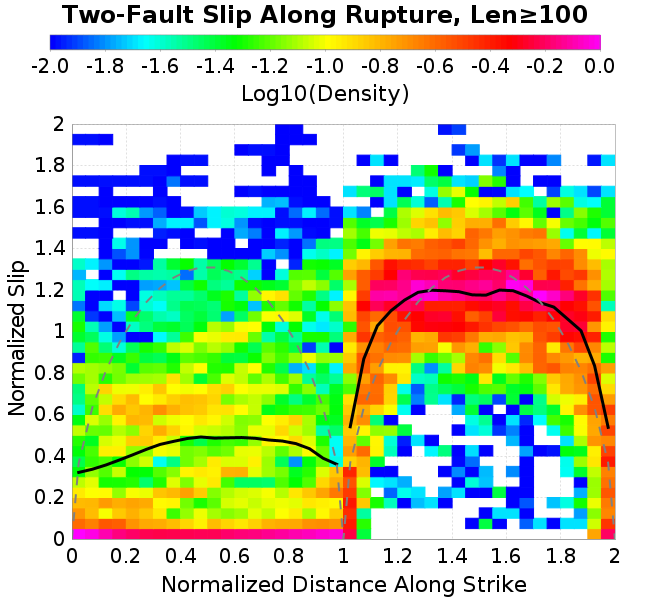 Two-Fault Slip Along Rupture, Len≥100
-2.0 -1.8 -1.6 -1.4 -1.2 -1.0 -0.8 -0.6 -0.4 -0.2 0.0
Log10(Density)
2
1.8
1.6
1.4
1.2
1
0.8
0.6
0.4
0.2
0
Normalized Slip
0 0.2 0.4 0.6 0.8 1 1.2 1.4 1.6 1.8 2
Normalized Distance Along Strike